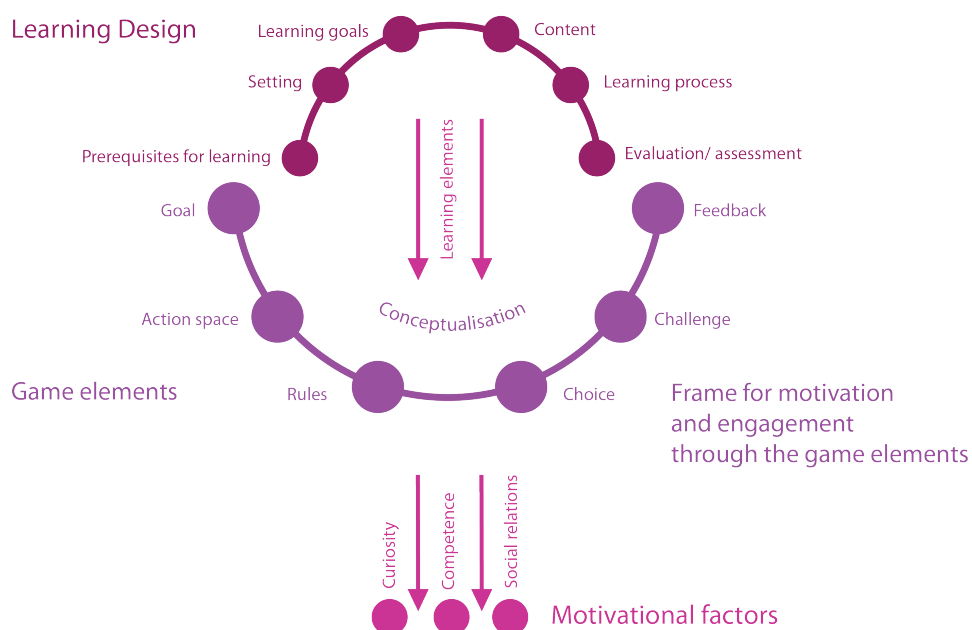 Learning Design
Learning goals
Content
Setting
Learning process
Prerequisites for learning
Evaluation/ assessment
Learning elements
Goal
Feedback
Conceptualisation
Action space
Challenge
Game elements
Rules
Choice
Frame for motivation
and engagement
through the game elements
Curiosity
Competence
Social relations
Motivational factors